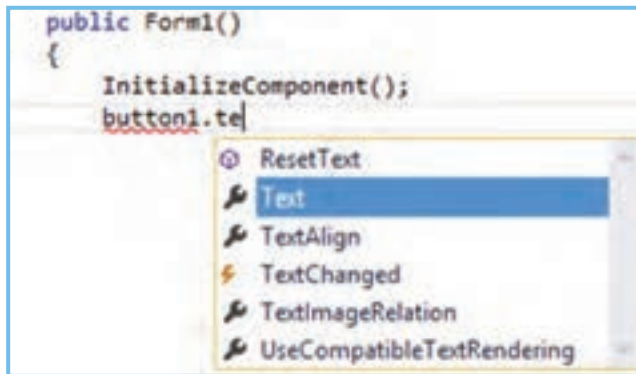 public Form1()
{
InitializeComponent();
button1.te
ResetText
Text
TextAlign
TextChanged
TextImageRelation
UseCompatibleTextRendering